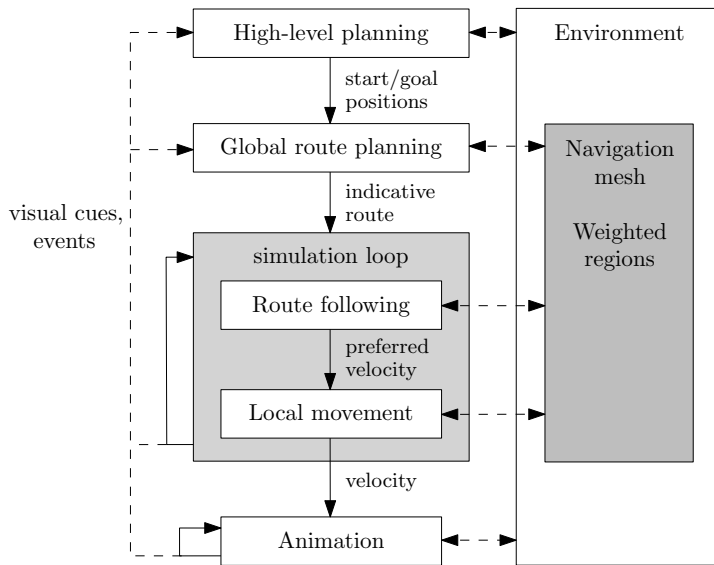 High-level planning
Environment
start/goal
positions
Global route planning
Navigation
mesh
indicative
route
Weighted
regions
visual cues,
events
simulation loop
Route following
preferred
velocity
Local movement
velocity
Animation